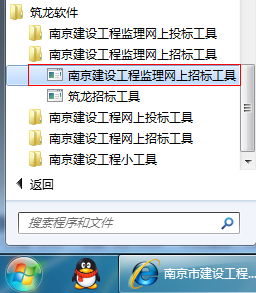 筑龙软件
南京建设工程监理网上投标工具
南京建设工程监理网上招标工具
南京建设工程监理网上招标工具
筑龙招标工具
南京建设工程网上投标工具
南京建设工程网上招标工具
南京建设工程小工具
返回
搜索程序和文件
南京市建设工程...